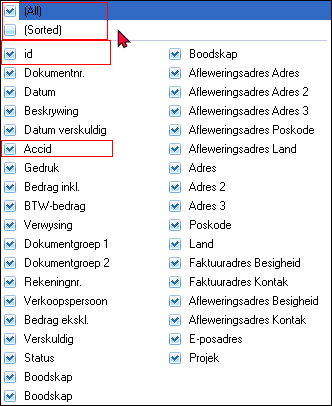 (All)
(Sorted)
id
Dokumentnr.
Datum
Beskrywing
Datum verskuldig
Accid
Gedruk
Bedrag inkl.
BTW-bedrag
Verwysing
Dokumentgroep 1
Dokumentgroep 2
Rekeningnr.
Verkoopspersoon
Bedrag ekskl.
Verskuldig
Status
Boodskap
Boodskap
Boodskap
Afleweringsadres Adres
Afleweringsadres Adres 2
Afleweringsadres Adres 3
Afleweringsadres Poskode
Afleweringsadres Land
Adres
Adres 2
Adres 3
Poskode
Land
Faktuuradres Besigheid
Faktuuradres Kontak
Afleweringsadres Besigheid
Afleweringsadres Kontak
E-posadres
Projek